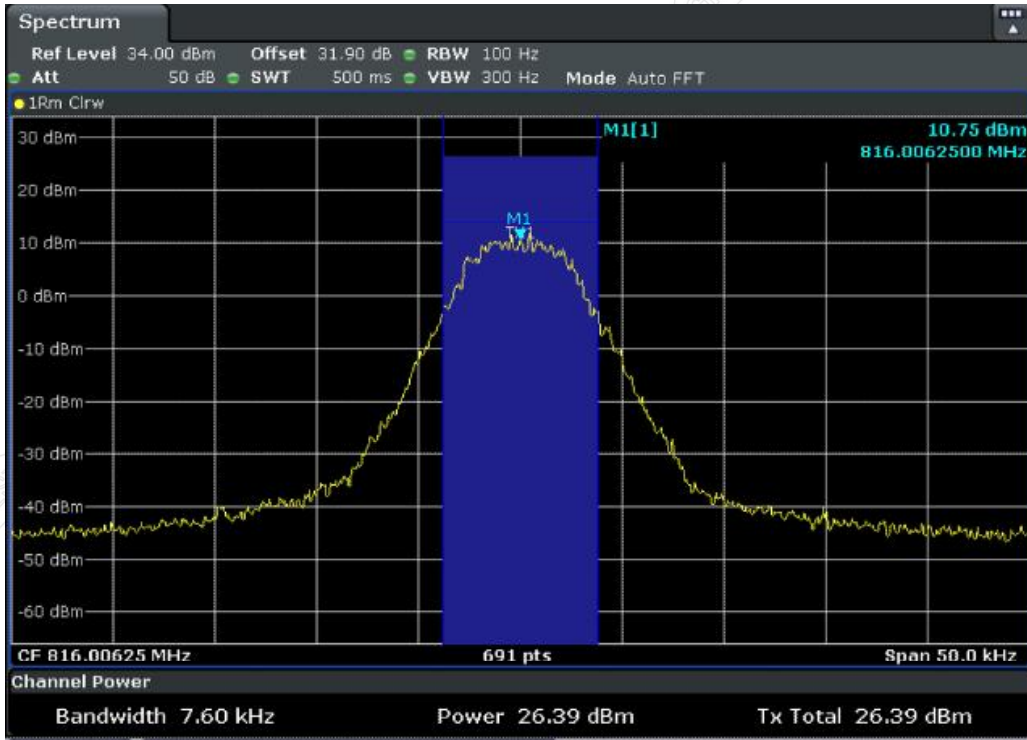 Spectrum
Ref Level 34.00 dBm Offset 31.90 dB RBW 100 Hz
Att 50 dB SWT 500 ms VBW 300 Hz Mode Auto FFT
1Rm Clrw
M1[1] 10.75 dBm
816.0062500 MHz
30 dBm
20 dBm
M1
10 dBm
0 dBm
-10 dBm
-20 dBm
-30 dBm
-40 dBm
-50 dBm
-60 dBm
CF 816.00625 MHz 691 pts Span 50.0 kHz
Channel Power
Bandwidth 7.60 kHz Power 26.39 dBm Tx Total 26.39 dBm